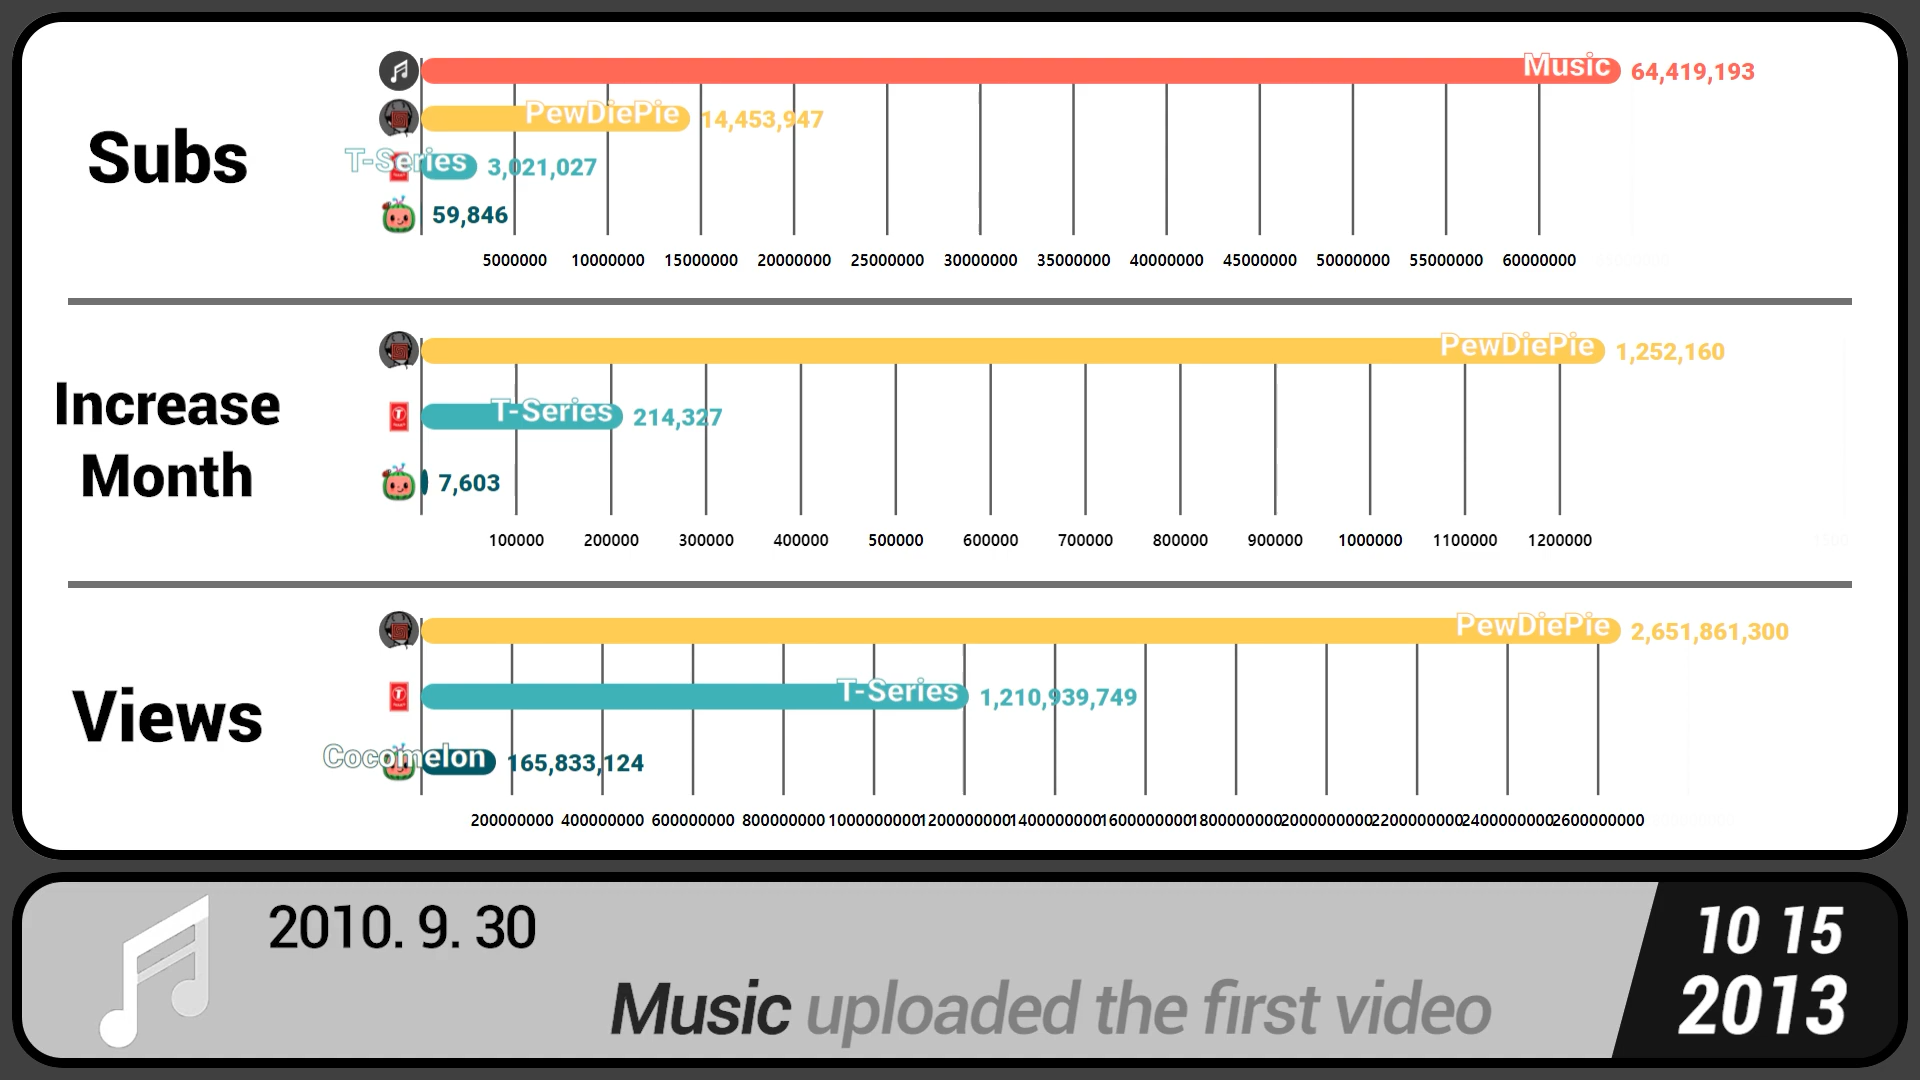 Subs
Music 64,419,193
PewDiePie 14,453,947
T-Series 3,021,027
59,846
5000000 10000000 15000000 20000000 25000000 30000000 35000000 40000000 45000000 50000000 55000000 60000000
Increase
Month
PewDiePie 1,252,160
T-Series 214,327
7,603
100000 200000 300000 400000 500000 600000 700000 800000 900000 1000000 1100000 1200000
Views
PewDiePie 2,651,861,300
T-Series 1,210,939,749
Cocomelon 165,833,124
200000000 400000000 600000000 800000000 1000000000 1200000000 1400000000 1600000000 1800000000 2000000000 2200000000 2400000000 2600000000
2010. 9. 30
Music uploaded the first video
10 15
2013